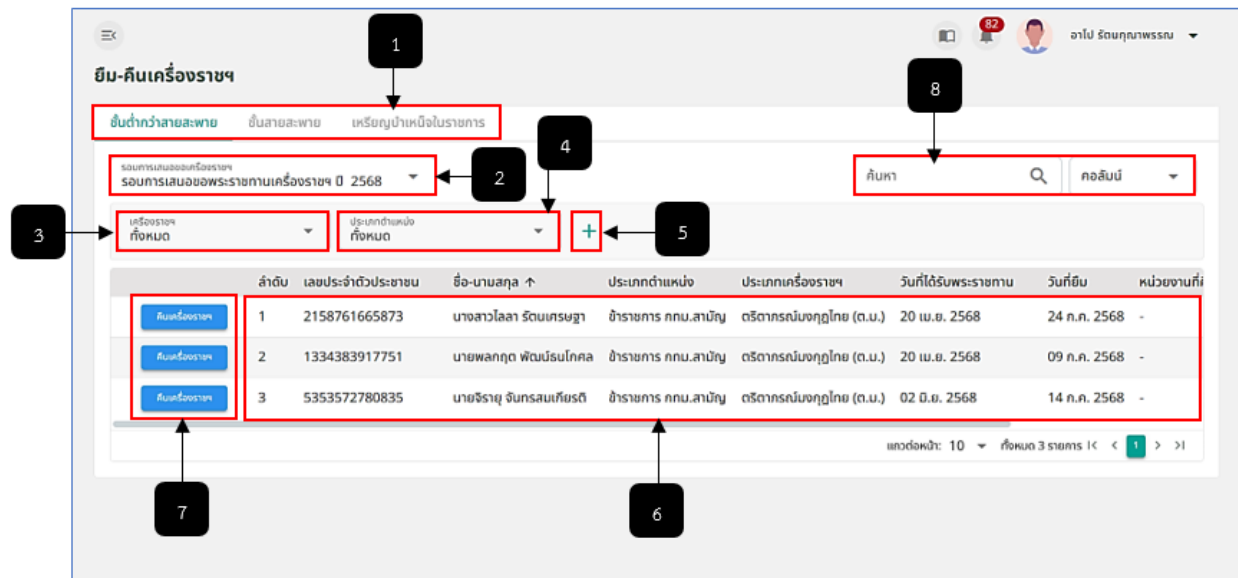 82
อาโป รัตนกุณาพรรณ
1
ยืม-คืนเครื่องราชฯ
8
ชั้นต่ำกว่าสายสะพาย ชั้นสายสะพาย เหรียญบำเหน็จในราชการ
4
รอบการเสนอขอเครื่องราชฯ
รอบการเสนอขอพระราชทานเครื่องราชฯ ปี 2568
2
ค้นหา คอลัมน์
3
เครื่องราชฯ ประเภทตำแหน่ง
ทั้งหมด ทั้งหมด
+ 5
ลำดับ เลขประจำตัวประชาชน ชื่อ-นามสกุล ↑ ประเภทตำแหน่ง ประเภทเครื่องราชฯ วันที่ได้รับพระราชทาน วันที่ยืม
คืนเครื่องราชฯ 1 2158761665873 นางสาวไลลา รัตนเศรษฐา ข้าราชการ กทม.สามัญ ตริตาภรณ์มงกุฎไทย (ต.ม.) 20 เม.ย. 2568 24 ก.ค. 2568 -
คืนเครื่องราชฯ 2 1334383917751 นายพลกฤต พัฒน์ธนโภคล ข้าราชการ กทม.สามัญ ตริตาภรณ์มงกุฎไทย (ต.ม.) 20 เม.ย. 2568 09 ก.ค. 2568 -
คืนเครื่องราชฯ 3 5353572780835 นายจิรายุ จันทรสมเกียรติ ข้าราชการ กทม.สามัญ ตริตาภรณ์มงกุฎไทย (ต.ม.) 02 มิ.ย. 2568 14 ก.ค. 2568 -
แถวต่อหน้า: 10 ทั้งหมด 3 รายการ |< < 1 > >|
7 6